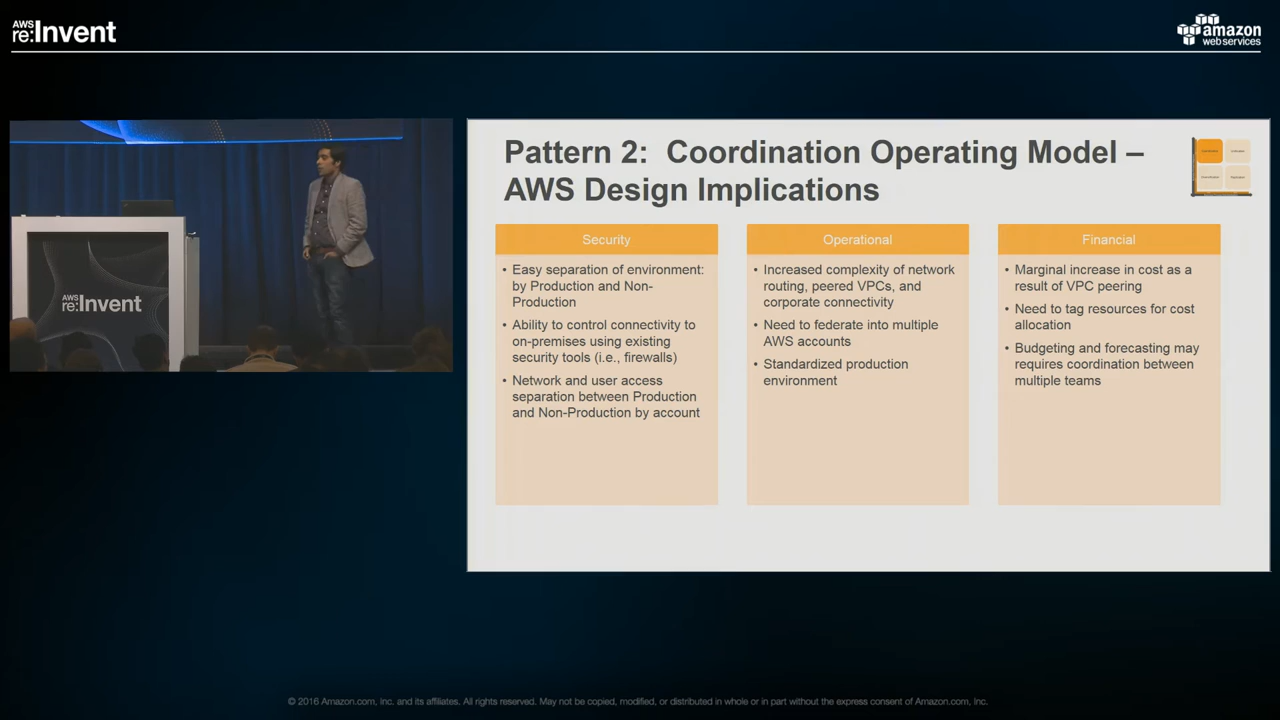 AWS
re:Invent
amazon
web services
AWS
re:Invent
Pattern 2: Coordination Operating Model –
AWS Design Implications
Security
• Easy separation of environment:
by Production and Non-
Production
• Ability to control connectivity to
on-premises using existing
security tools (i.e., firewalls)
• Network and user access
separation between Production
and Non-Production by account
Operational
• Increased complexity of network
routing, peered VPCs, and
corporate connectivity
• Need to federate into multiple
AWS accounts
• Standardized production
environment
Financial
• Marginal increase in cost as a
result of VPC peering
• Need to tag resources for cost
allocation
• Budgeting and forecasting may
requires coordination between
multiple teams
© 2016 Amazon.com, Inc. and its affiliates. All rights reserved. May not be copied, modified, or distributed in whole or in part without the express consent of Amazon.com, Inc.